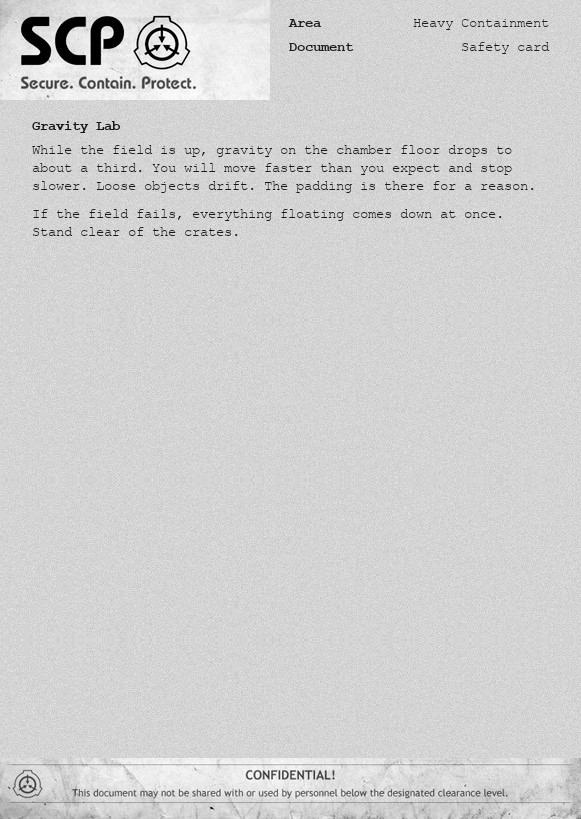 SCP
Secure. Contain. Protect.
Area Heavy Containment
Document Safety card
Gravity Lab
While the field is up, gravity on the chamber floor drops to
about a third. You will move faster than you expect and stop
slower. Loose objects drift. The padding is there for a reason.
If the field fails, everything floating comes down at once.
Stand clear of the crates.
CONFIDENTIAL!
This document may not be shared with or used by personnel below the designated clearance level.